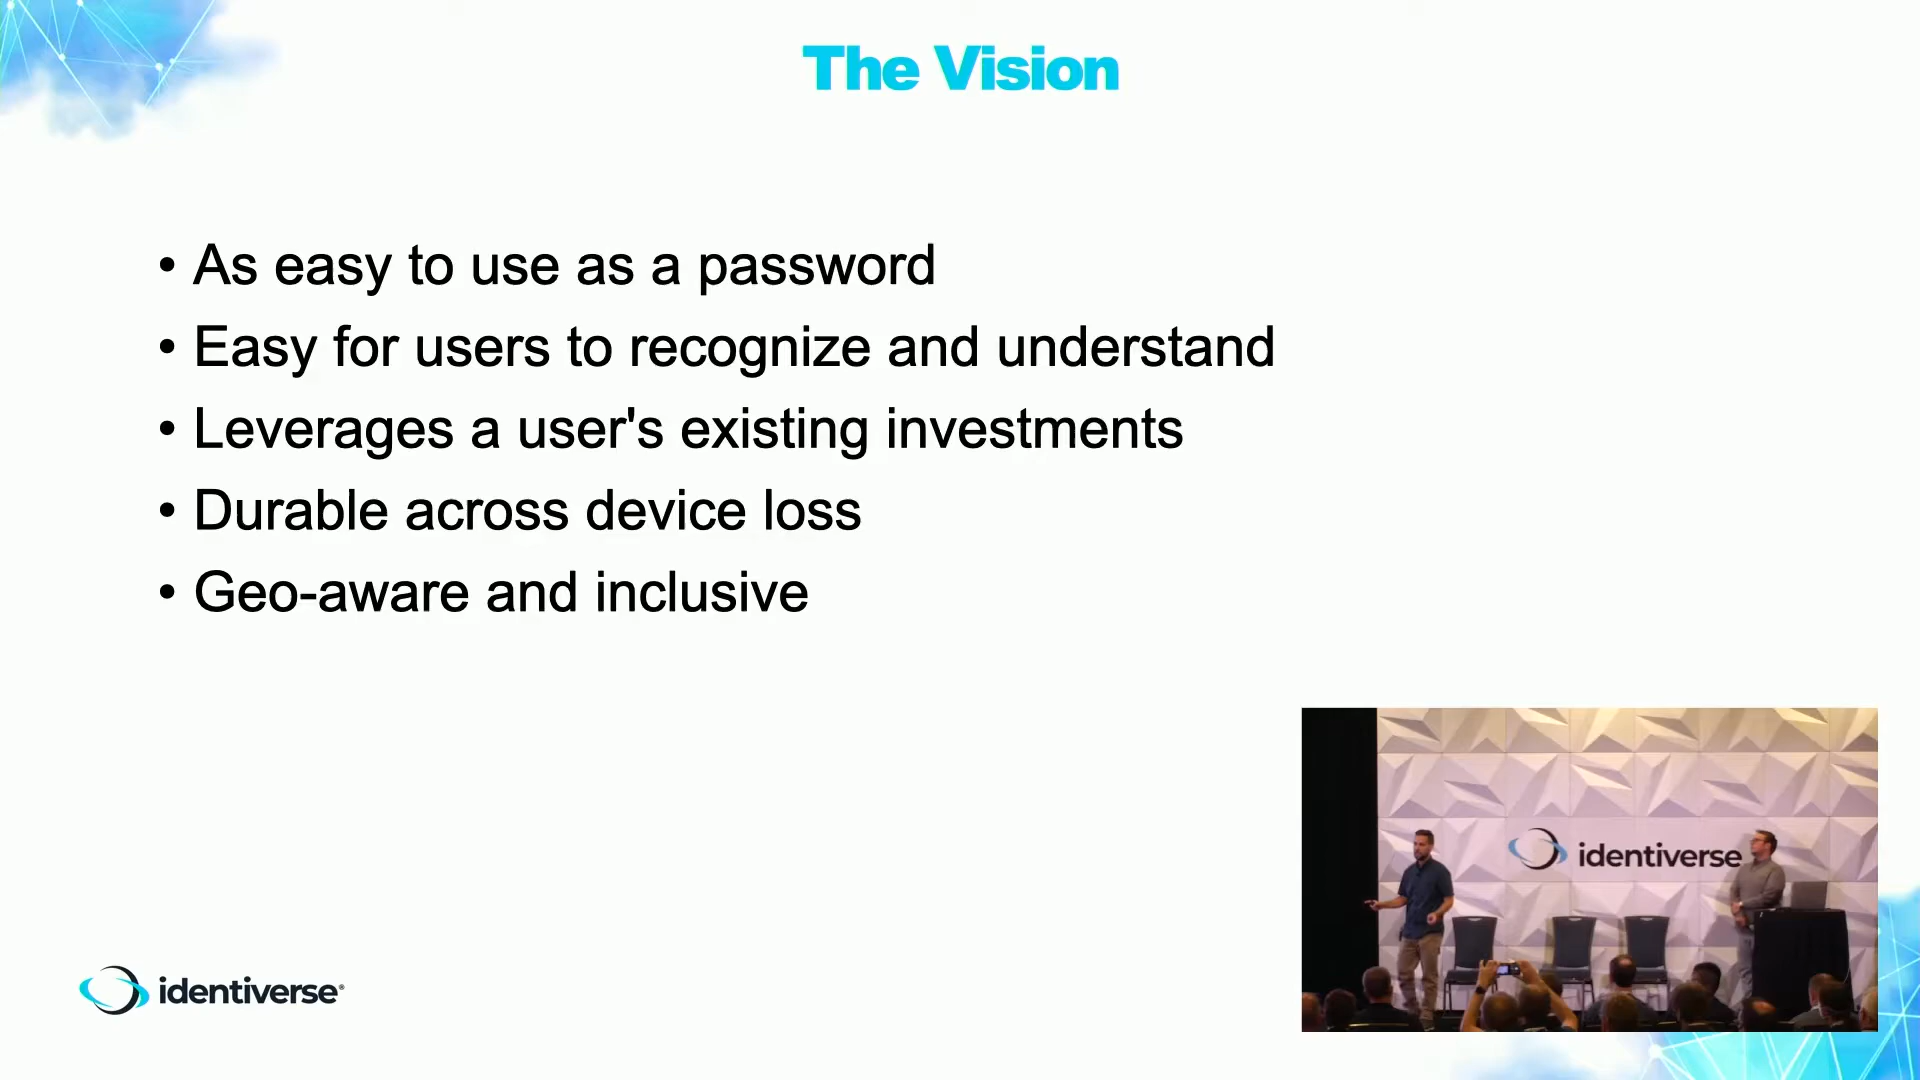 The Vision
• As easy to use as a password
• Easy for users to recognize and understand
• Leverages a user's existing investments
• Durable across device loss
• Geo-aware and inclusive
identiverse
identiverse®